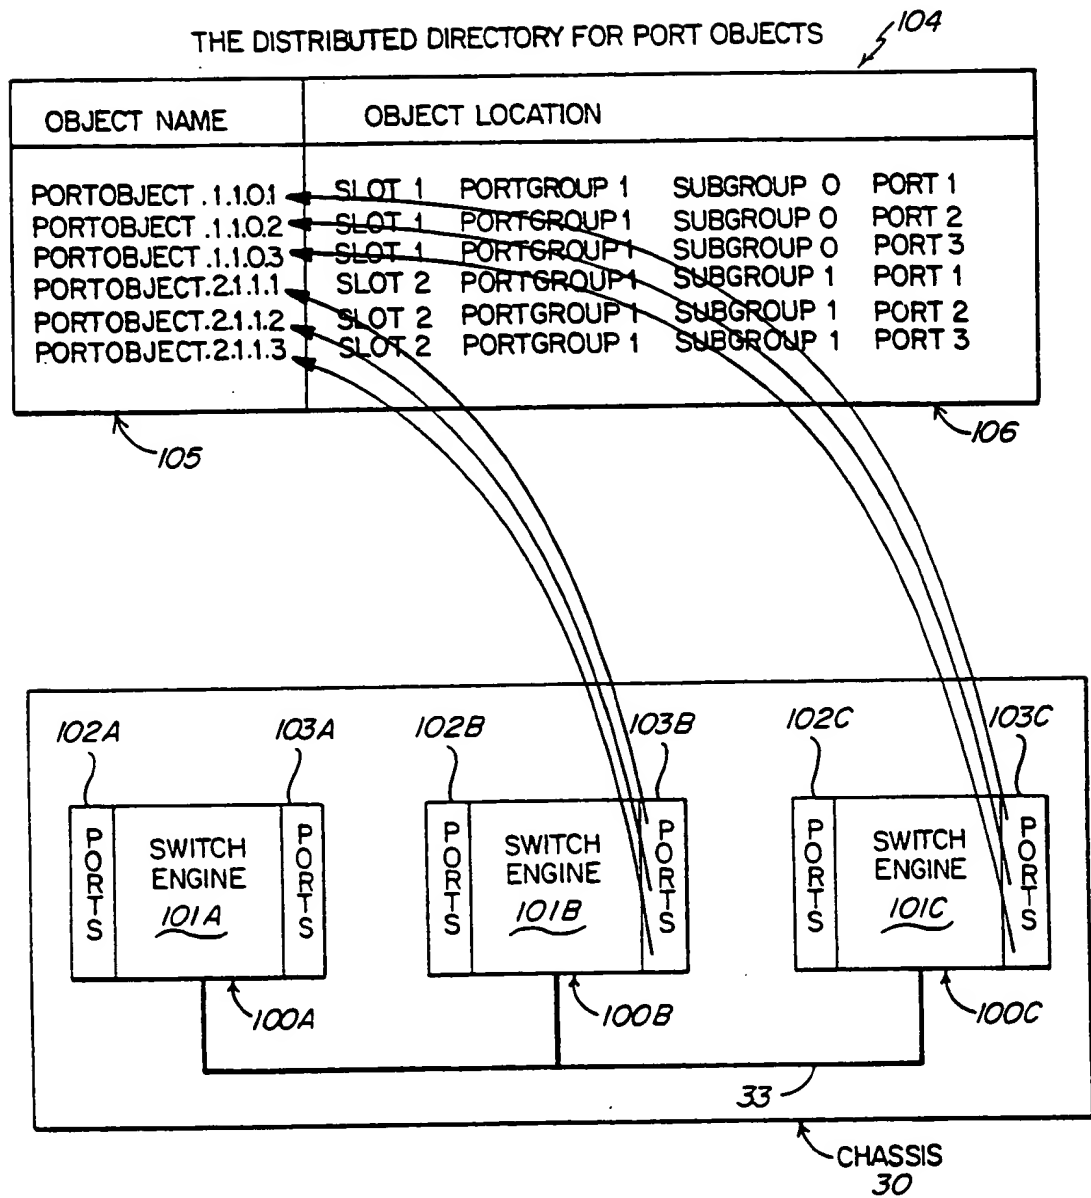 THE DISTRIBUTED DIRECTORY FOR PORT OBJECTS
104
OBJECT NAME OBJECT LOCATION
PORTOBJECT .1.1.0.1 SLOT 1 PORTGROUP 1 SUBGROUP 0 PORT 1
PORTOBJECT .1.1.0.2 SLOT 1 PORTGROUP 1 SUBGROUP 0 PORT 2
PORTOBJECT .1.1.0.3 SLOT 1 PORTGROUP 1 SUBGROUP 0 PORT 3
PORTOBJECT.2.1.1.1 SLOT 2 PORTGROUP 1 SUBGROUP 1 PORT 1
PORTOBJECT.2.1.1.2 SLOT 2 PORTGROUP 1 SUBGROUP 1 PORT 2
PORTOBJECT.2.1.1.3 SLOT 2 PORTGROUP 1 SUBGROUP 1 PORT 3
105 106
102A 103A 102B 103B 102C 103C
PORTS SWITCH ENGINE 101A PORTS
PORTS SWITCH ENGINE 101B PORTS
PORTS SWITCH ENGINE 101C PORTS
100A 100B 100C
33
CHASSIS
30